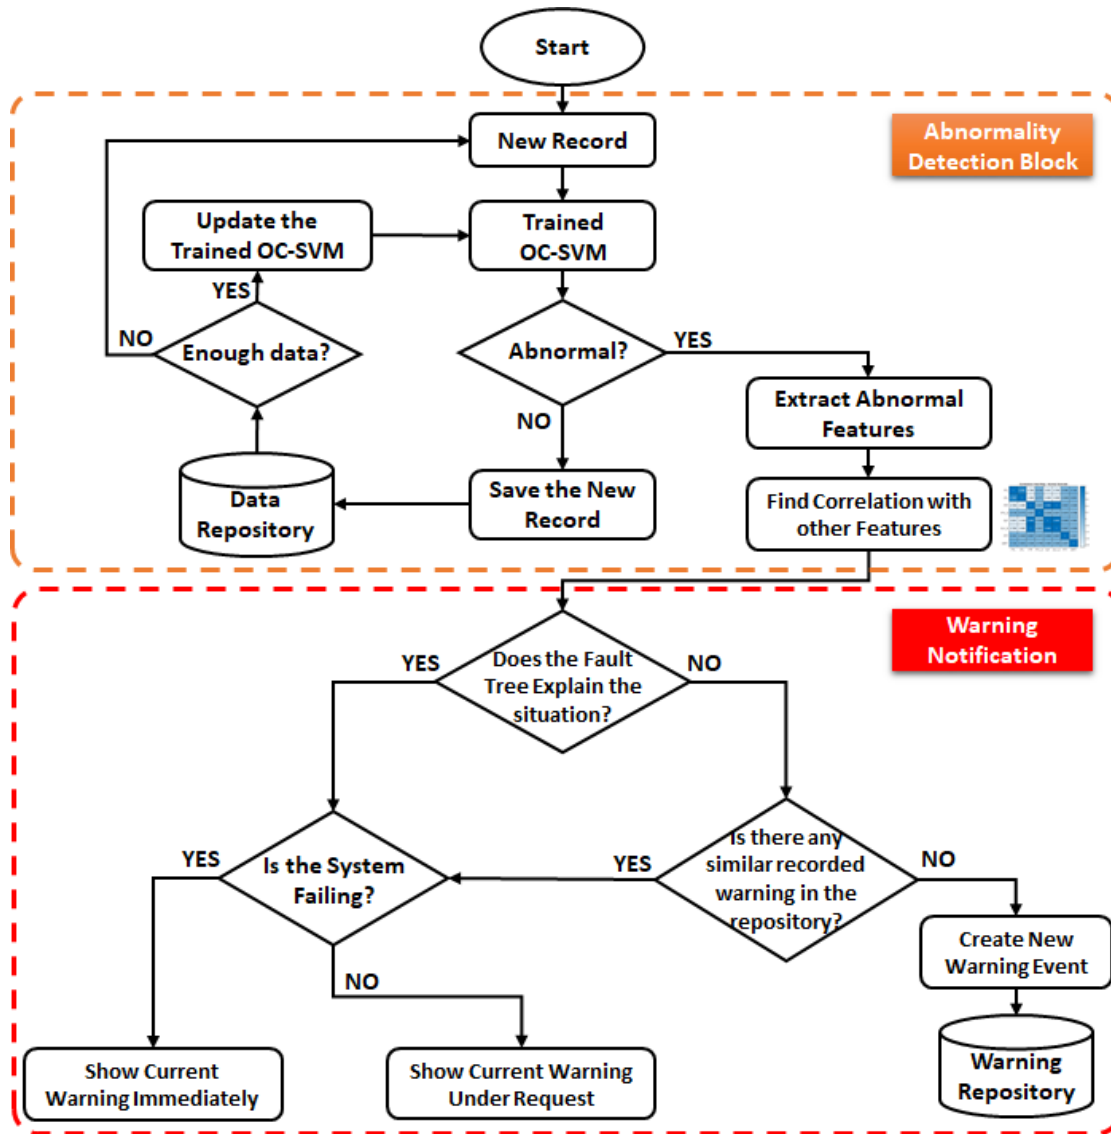 Start
New Record
Abnormality
Detection Block
Update the
Trained OC-SVM
Trained
OC-SVM
YES
NO
Enough data?
Abnormal?
YES
NO
Extract Abnormal
Features
Data
Repository
Save the New
Record
Find Correlation with
other Features
Warning
Notification
YES
Does the Fault
Tree Explain the
situation?
NO
YES
Is the System
Failing?
YES
Is there any
similar recorded
warning in the
repository?
NO
NO
Create New
Warning Event
Show Current
Warning Immediately
Show Current Warning
Under Request
Warning
Repository